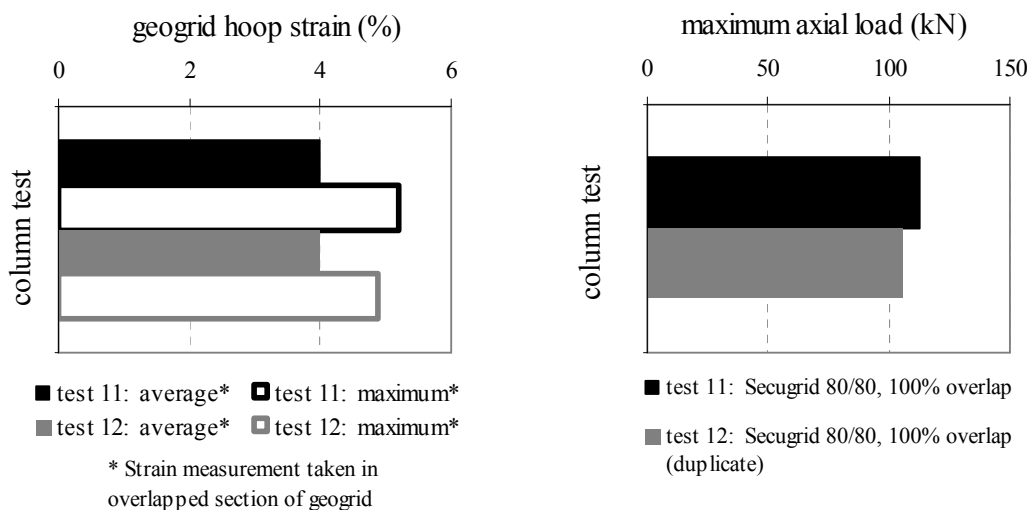 geogrid hoop strain (%)
0 2 4 6
column test
test 11: average* test 11: maximum*
test 12: average* test 12: maximum*
* Strain measurement taken in
overlapped section of geogrid
maximum axial load (kN)
0 50 100 150
column test
test 11: Secugrid 80/80, 100% overlap
test 12: Secugrid 80/80, 100% overlap
(duplicate)